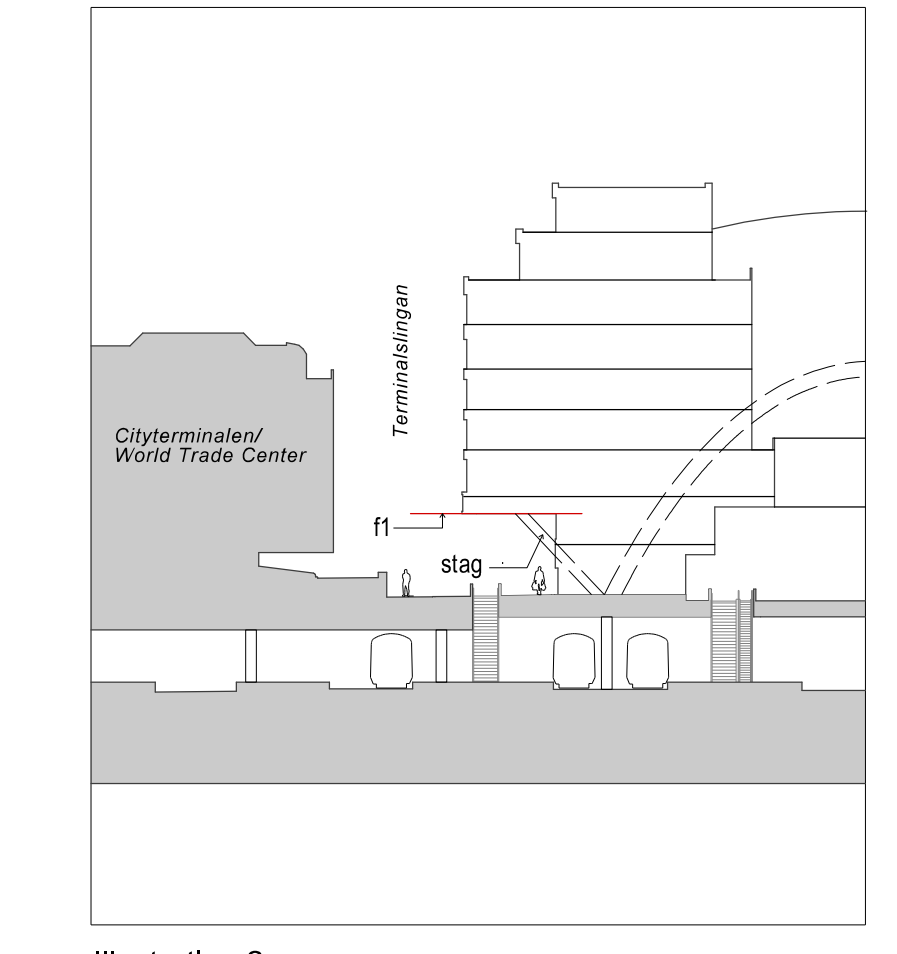 Terminalslingan
Cityterminalen/
World Trade Center
f1
stag